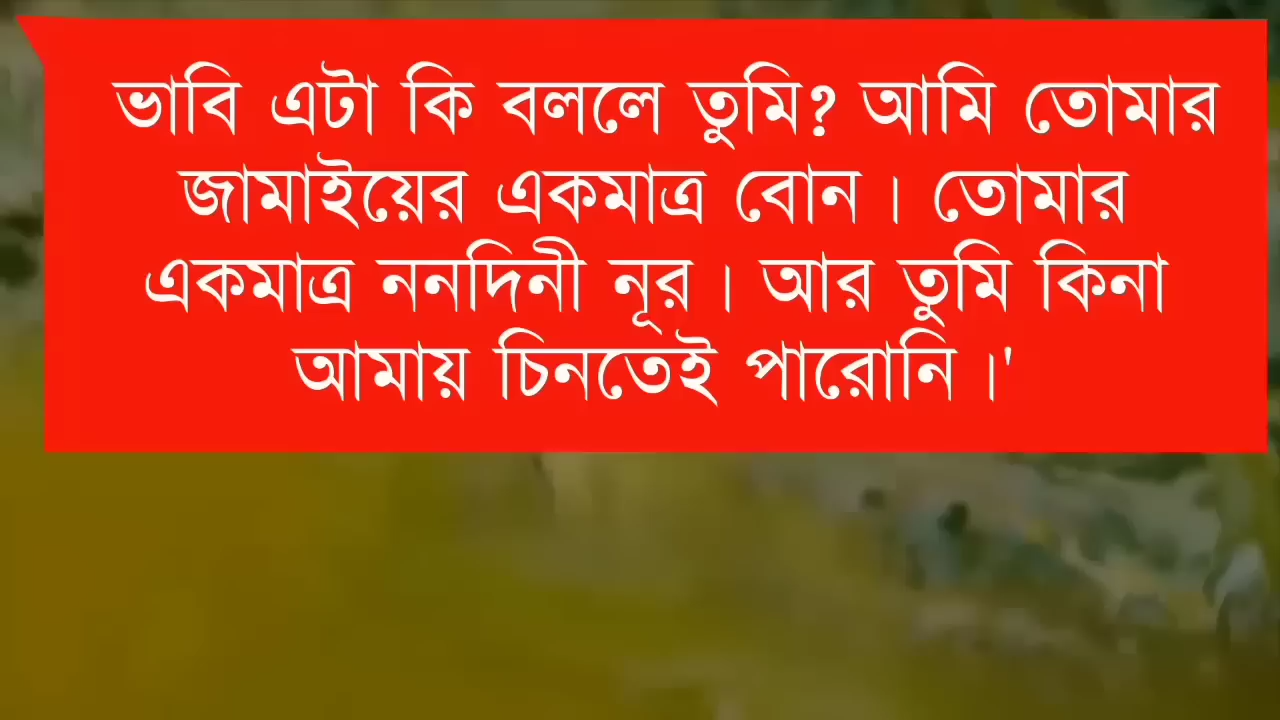 ভাবি এটা কি বললে তুমি? আমি তোমার
জামাইয়ের একমাত্র বোন। তোমার
একমাত্র ননদিনী নূর। আর তুমি কিনা
আমায় চিনতেই পারোনি।'